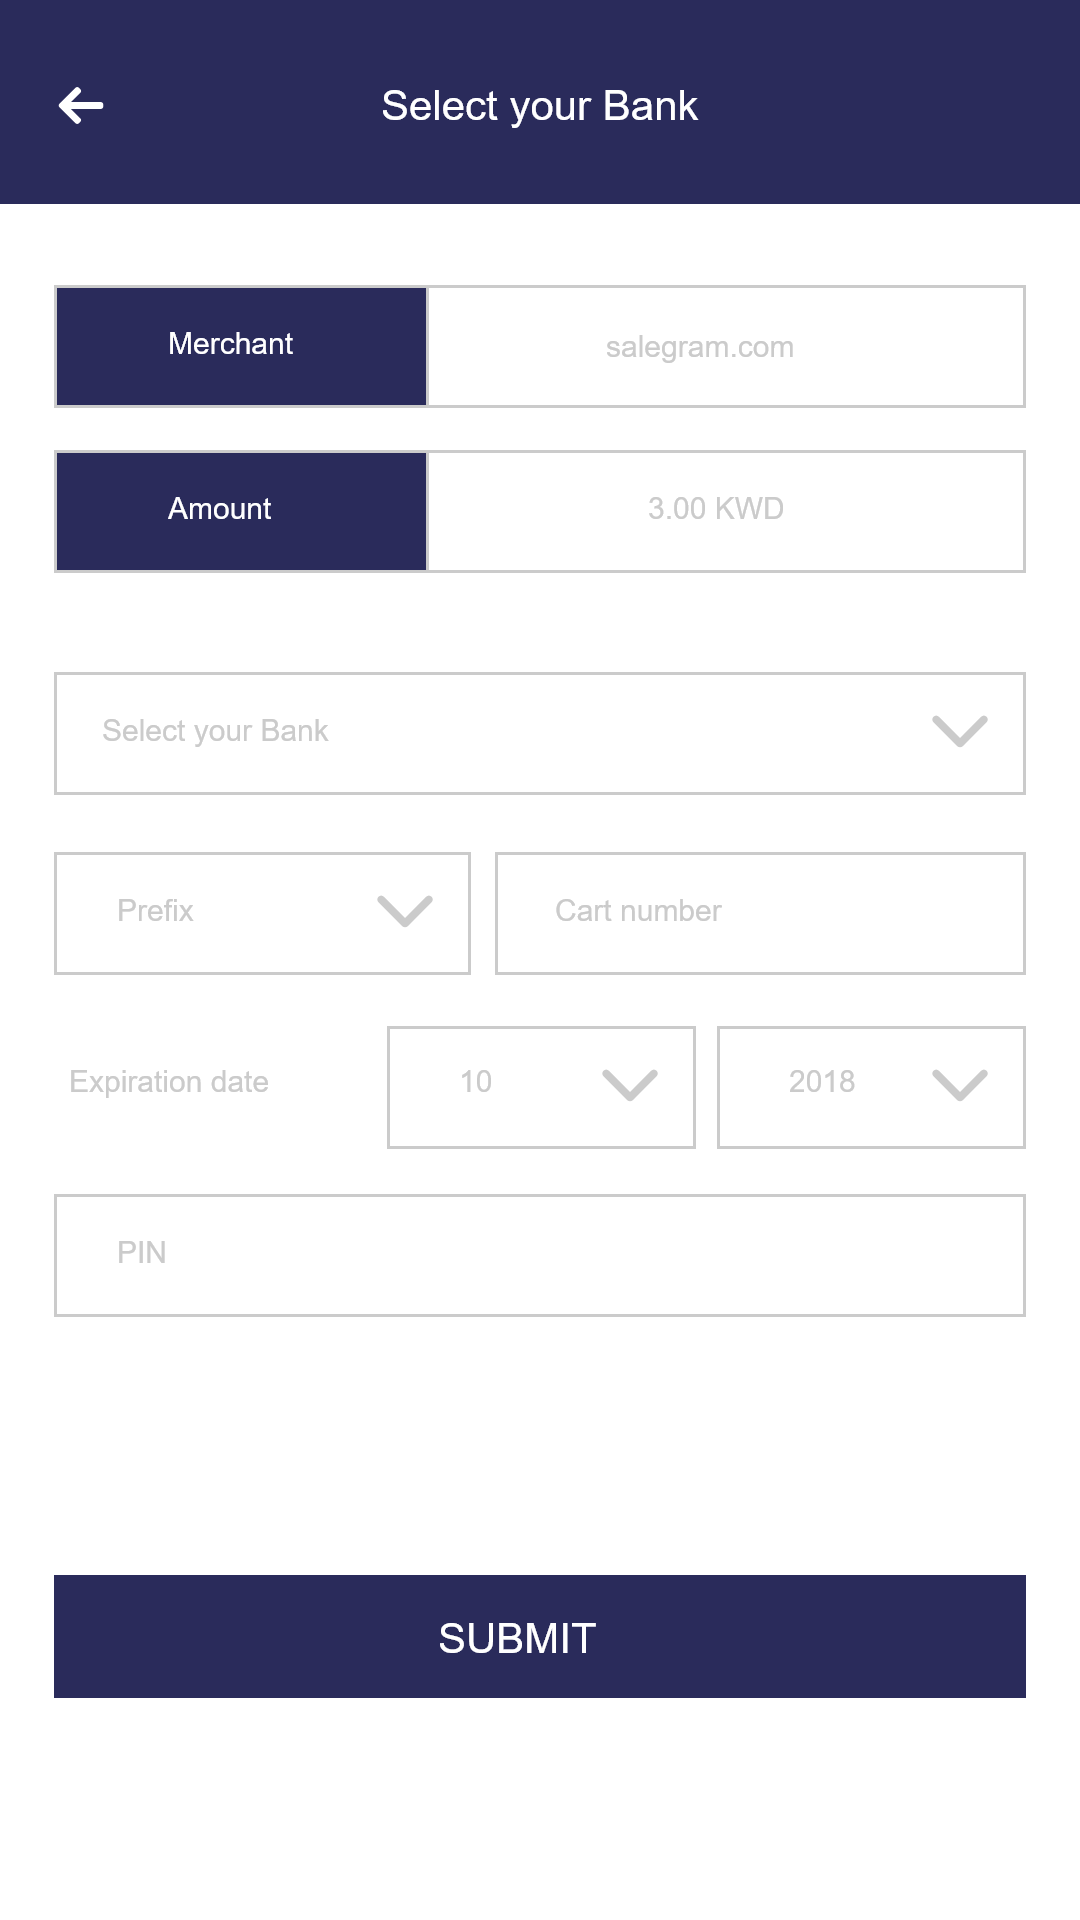 Select your Bank
Merchant
salegram.com
Amount
3.00 KWD
Select your Bank
Prefix
Cart number
Expiration date
10
2018
PIN
SUBMIT